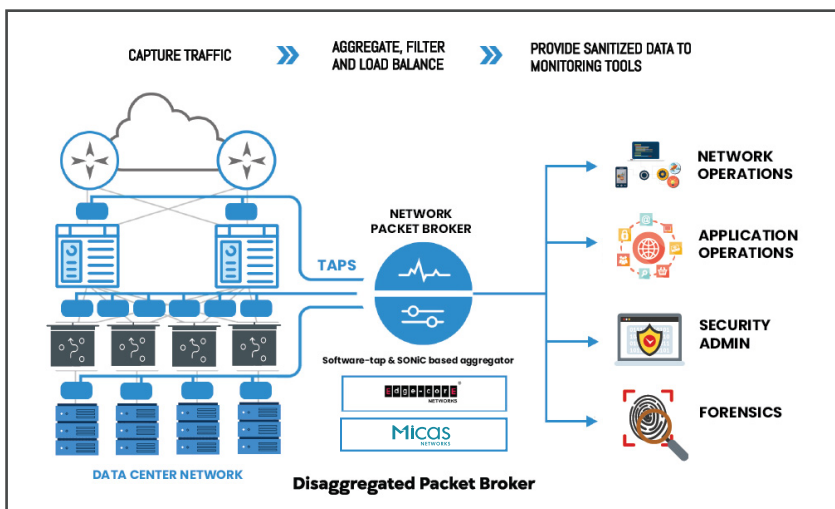 CAPTURE TRAFFIC
AGGREGATE, FILTER
AND LOAD BALANCE
PROVIDE SANITIZED DATA TO
MONITORING TOOLS
NETWORK
PACKET BROKER
TAPS
Software-tap & SONiC based aggregator
Edge-corE
NETWORKS
Micas
NETWORKS
DATA CENTER NETWORK
NETWORK
OPERATIONS
APPLICATION
OPERATIONS
SECURITY
ADMIN
FORENSICS
Disaggregated Packet Broker